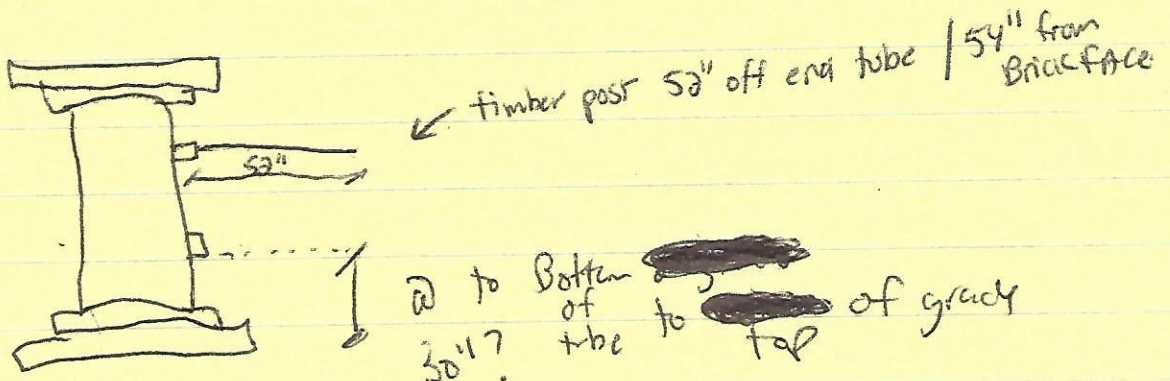 timber post 52" off end tube / 54" from
Brick FAce
52"
@ to Bottom
of
30"? tube to top of grade